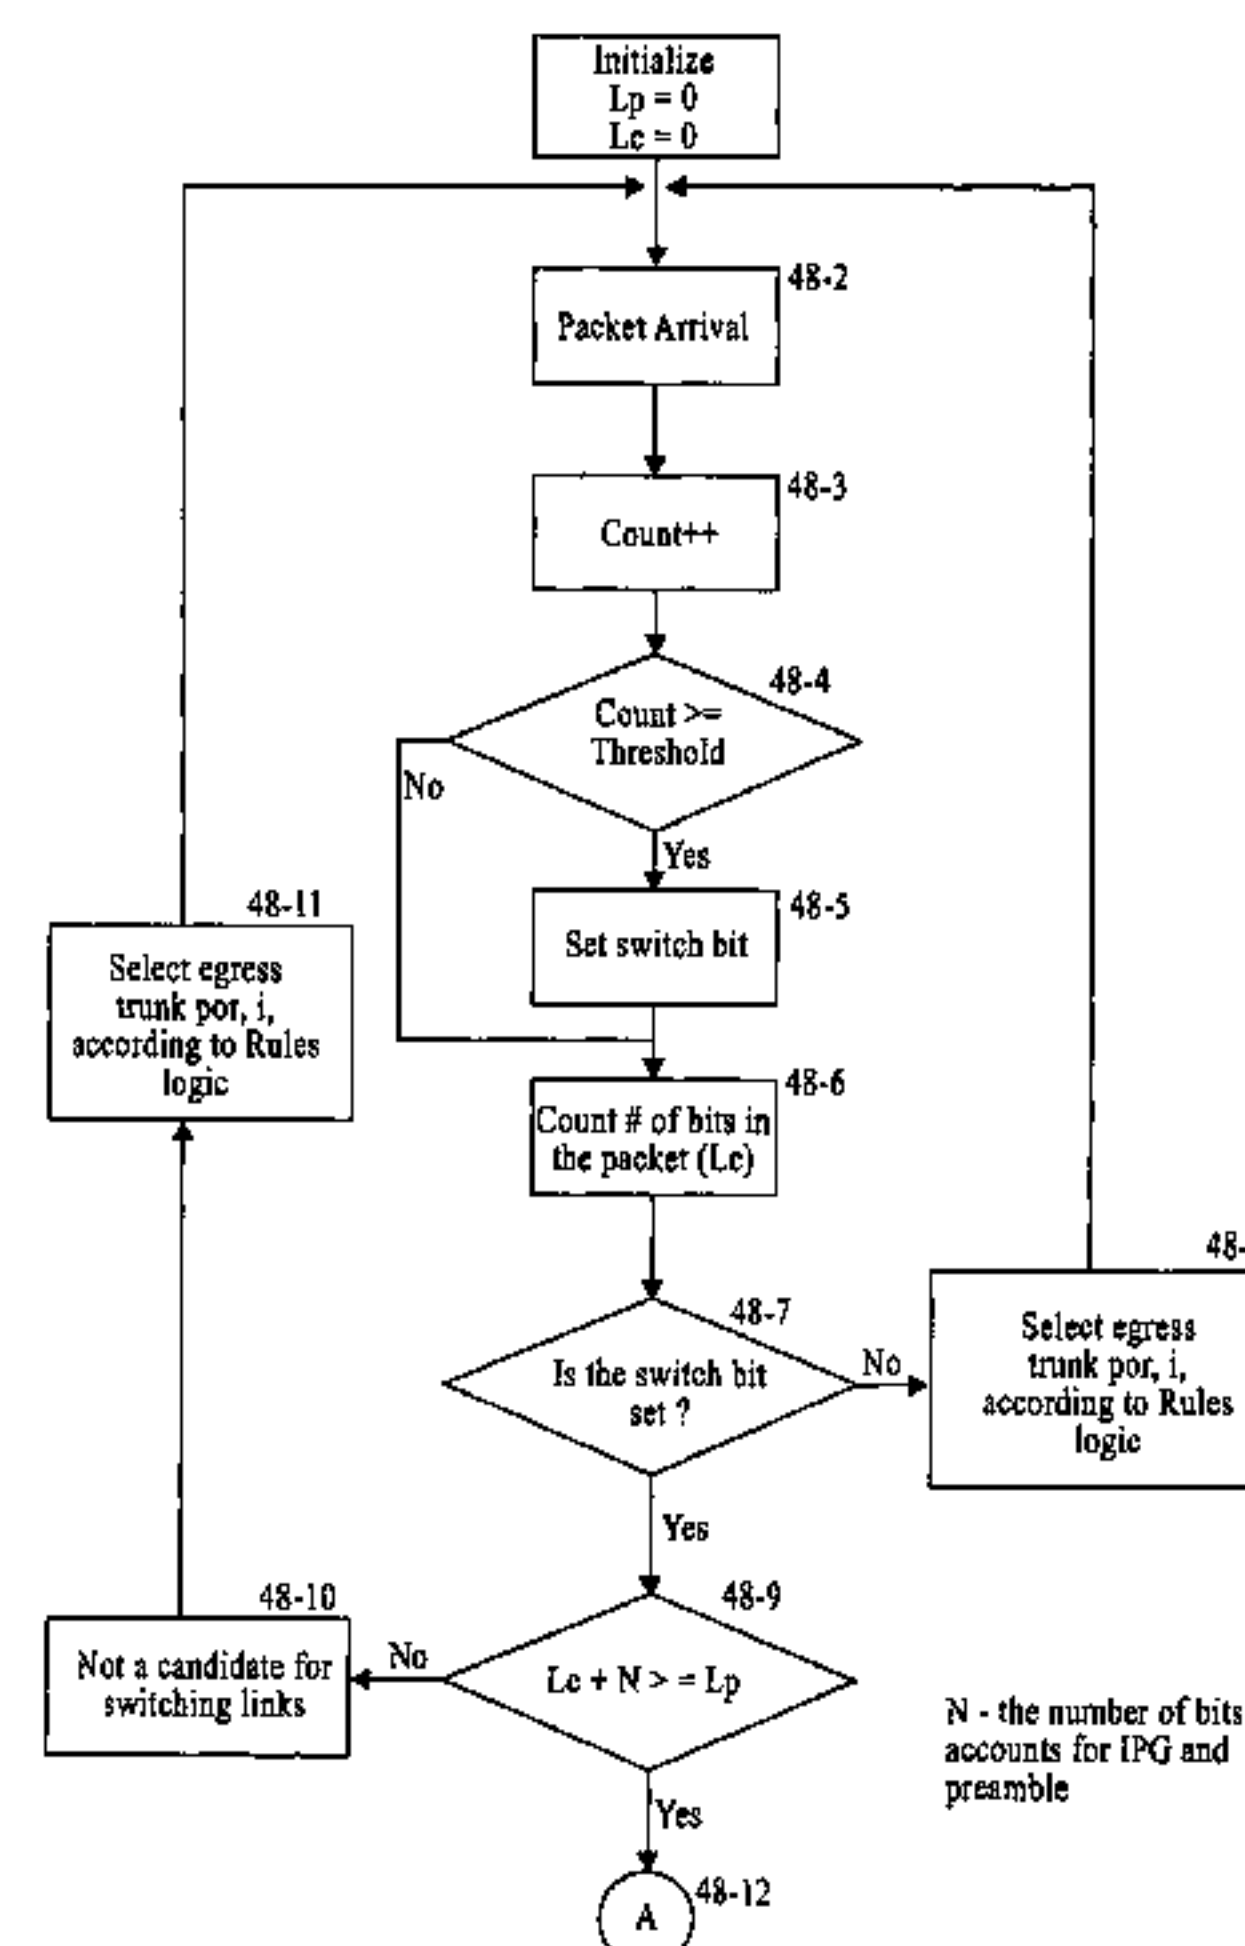 Initialize
Lp = 0
Lc = 0
48-2
Packet Arrival
48-3
Count++
48-4
Count >=
Threshold
No
Yes
48-5
Set switch bit
48-11
Select egress
trunk por, i,
according to Rules
logic
48-6
Count # of bits in
the packet (Lc)
48-
Select egress
trunk por, i,
according to Rules
logic
48-7
Is the switch bit
set ?
No
Yes
48-9
Lc + N > = Lp
No
48-10
Not a candidate for
switching links
N - the number of bits
accounts for IPG and
preamble
Yes
48-12
A